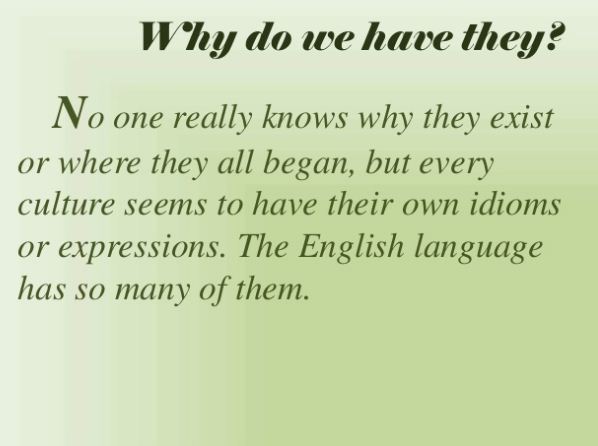 Why do we have they?
No one really knows why they exist
or where they all began, but every
culture seems to have their own idioms
or expressions. The English language
has so many of them.